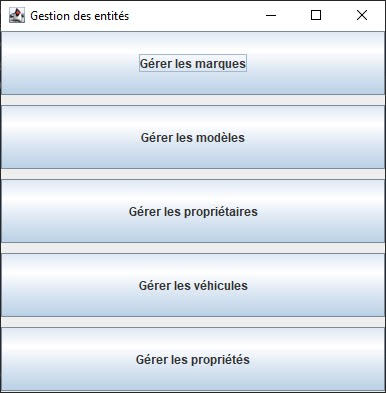 Gestion des entités
Gérer les marques
Gérer les modèles
Gérer les propriétaires
Gérer les véhicules
Gérer les propriétés